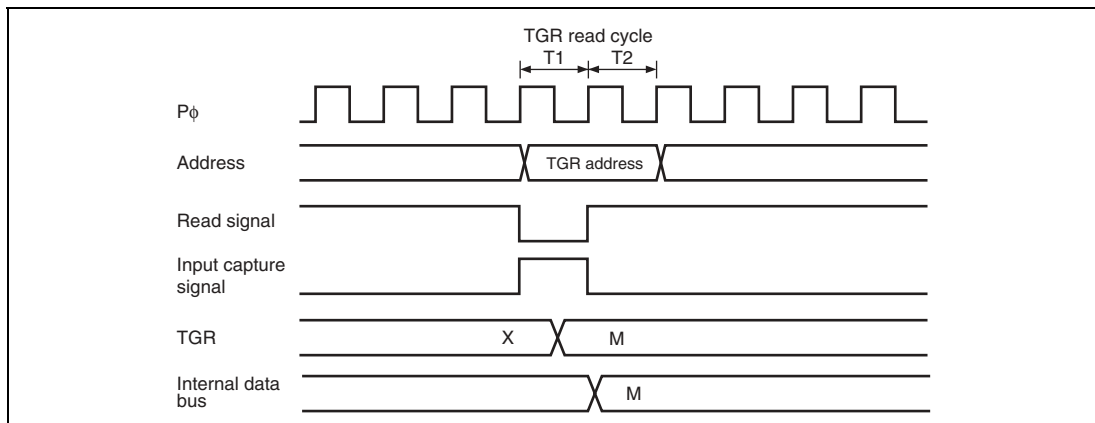 TGR read cycle
T1 T2
Pϕ
Address
TGR address
Read signal
Input capture
signal
TGR
X M
Internal data
bus
M